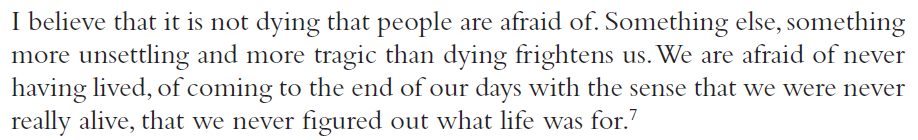 I believe that it is not dying that people are afraid of. Something else, something
more unsettling and more tragic than dying frightens us. We are afraid of never
having lived, of coming to the end of our days with the sense that we were never
really alive, that we never figured out what life was for.⁷